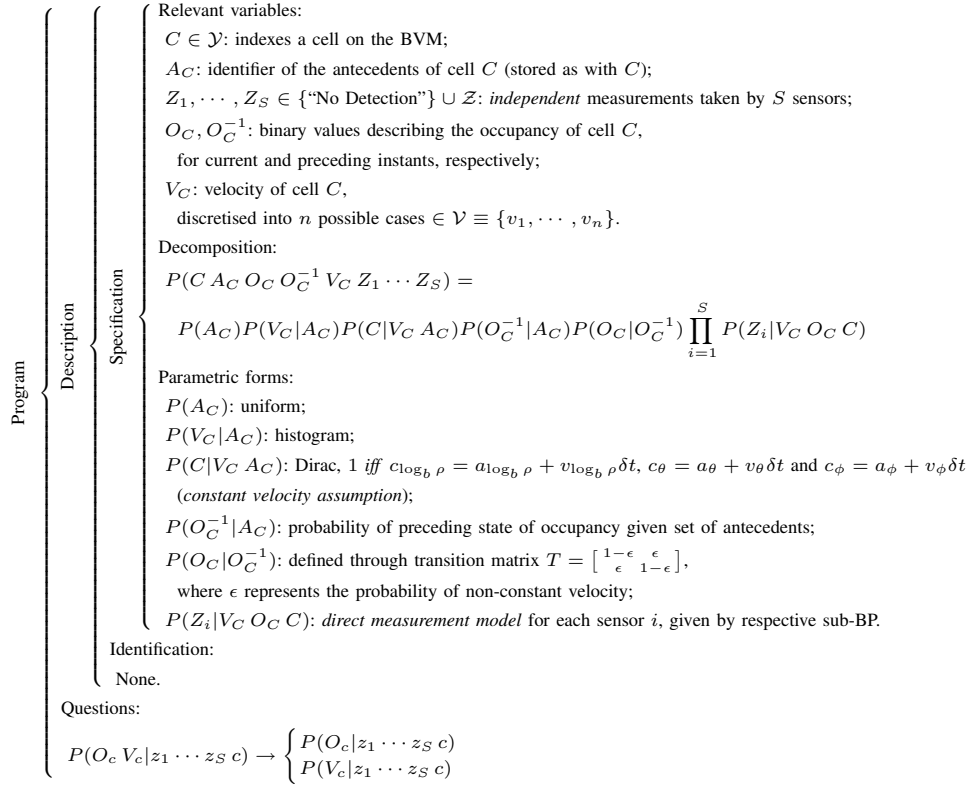 Program
Description
Specification
Relevant variables:
C ∈ 𝒴: indexes a cell on the BVM;
A_C: identifier of the antecedents of cell C (stored as with C);
Z_1, ⋯ , Z_S ∈ {“No Detection”} ∪ 𝒵: independent measurements taken by S sensors;
O_C, O_C^{-1}: binary values describing the occupancy of cell C,
for current and preceding instants, respectively;
V_C: velocity of cell C,
discretised into n possible cases ∈ 𝒱 ≡ {v_1, ⋯ , v_n}.
Decomposition:
P(C A_C O_C O_C^{-1} V_C Z_1 ⋯ Z_S) =
P(A_C)P(V_C|A_C)P(C|V_C A_C)P(O_C^{-1}|A_C)P(O_C|O_C^{-1}) ∏_{i=1}^{S} P(Z_i|V_C O_C C)
Parametric forms:
P(A_C): uniform;
P(V_C|A_C): histogram;
P(C|V_C A_C): Dirac, 1 iff c_{log_b ρ} = a_{log_b ρ} + v_{log_b ρ}δt, c_θ = a_θ + v_θδt and c_ϕ = a_ϕ + v_ϕδt
(constant velocity assumption);
P(O_C^{-1}|A_C): probability of preceding state of occupancy given set of antecedents;
P(O_C|O_C^{-1}): defined through transition matrix T = [ 1−ϵ ϵ ; ϵ 1−ϵ ],
where ϵ represents the probability of non-constant velocity;
P(Z_i|V_C O_C C): direct measurement model for each sensor i, given by respective sub-BP.
Identification:
None.
Questions:
P(O_c V_c|z_1 ⋯ z_S c) → { P(O_c|z_1 ⋯ z_S c)
P(V_c|z_1 ⋯ z_S c)